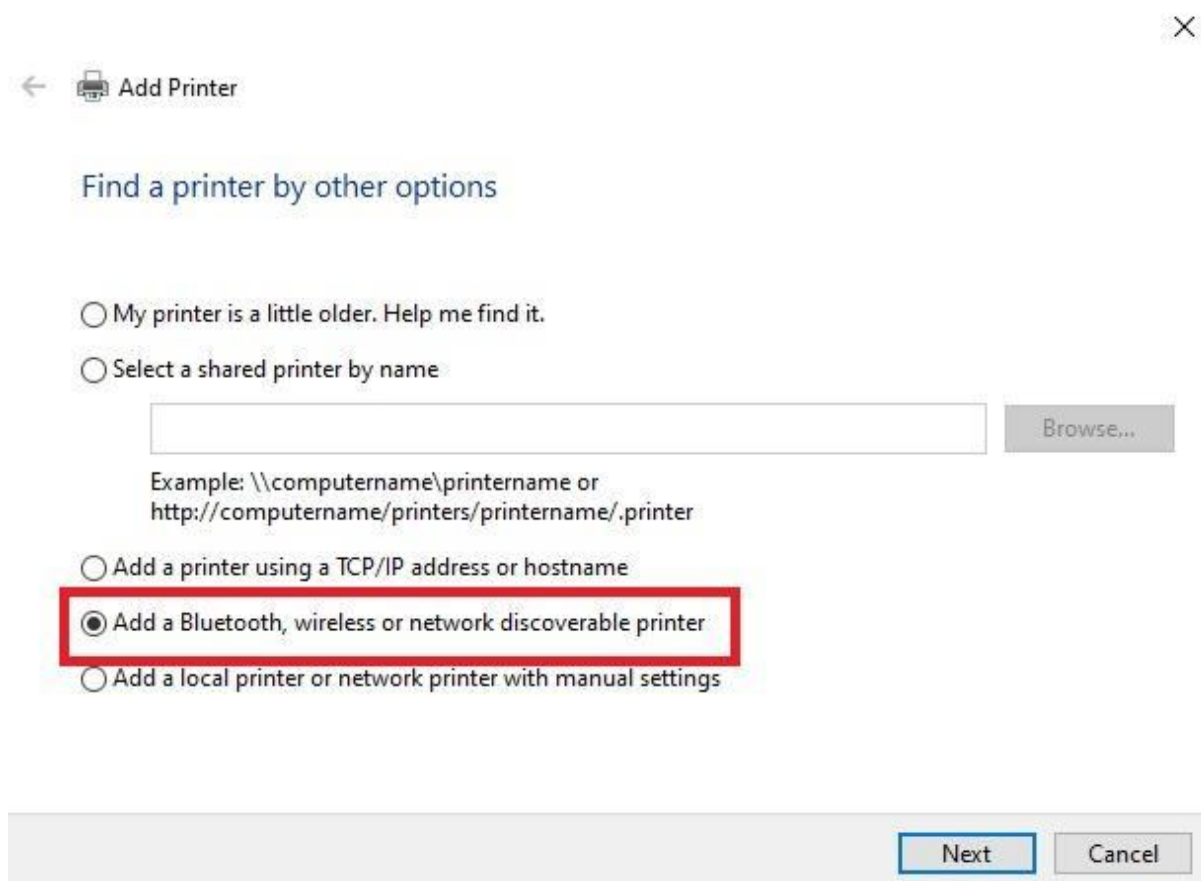 Add Printer
Find a printer by other options
My printer is a little older. Help me find it.
Select a shared printer by name
Browse...
Example: \\computername\printername or
http://computername/printers/printername/.printer
Add a printer using a TCP/IP address or hostname
Add a Bluetooth, wireless or network discoverable printer
Add a local printer or network printer with manual settings
Next
Cancel